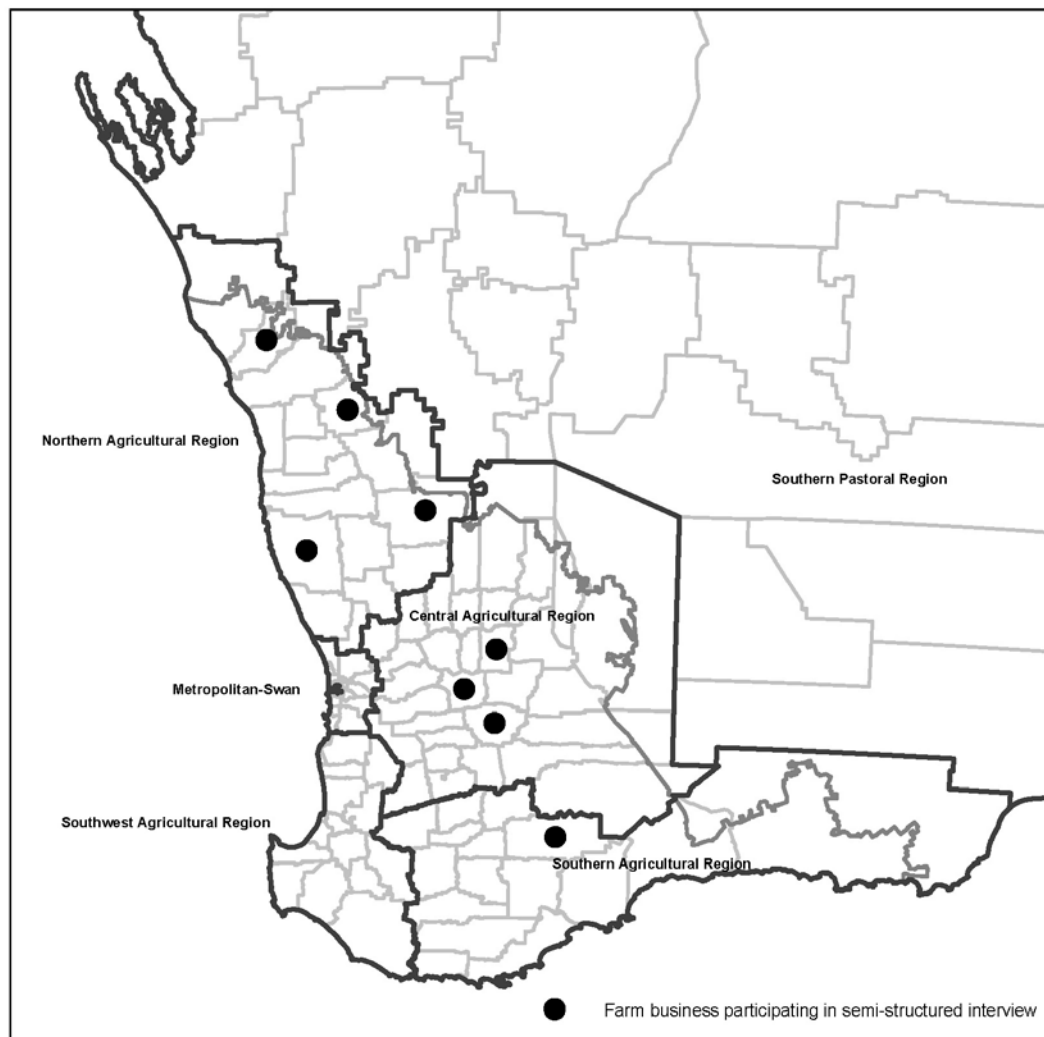 Northern Agricultural Region
Southern Pastoral Region
Central Agricultural Region
Metropolitan-Swan
Southwest Agricultural Region
Southern Agricultural Region
Farm business participating in semi-structured interview